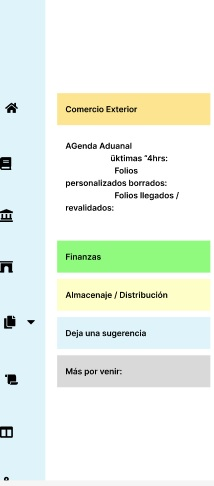 Comercio Exterior
AGenda Aduanal
üktimas "4hrs:
Folios
personalizados borrados:
Folios llegados /
revalidados:
Finanzas
Almacenaje / Distribución
Deja una sugerencia
Más por venir: